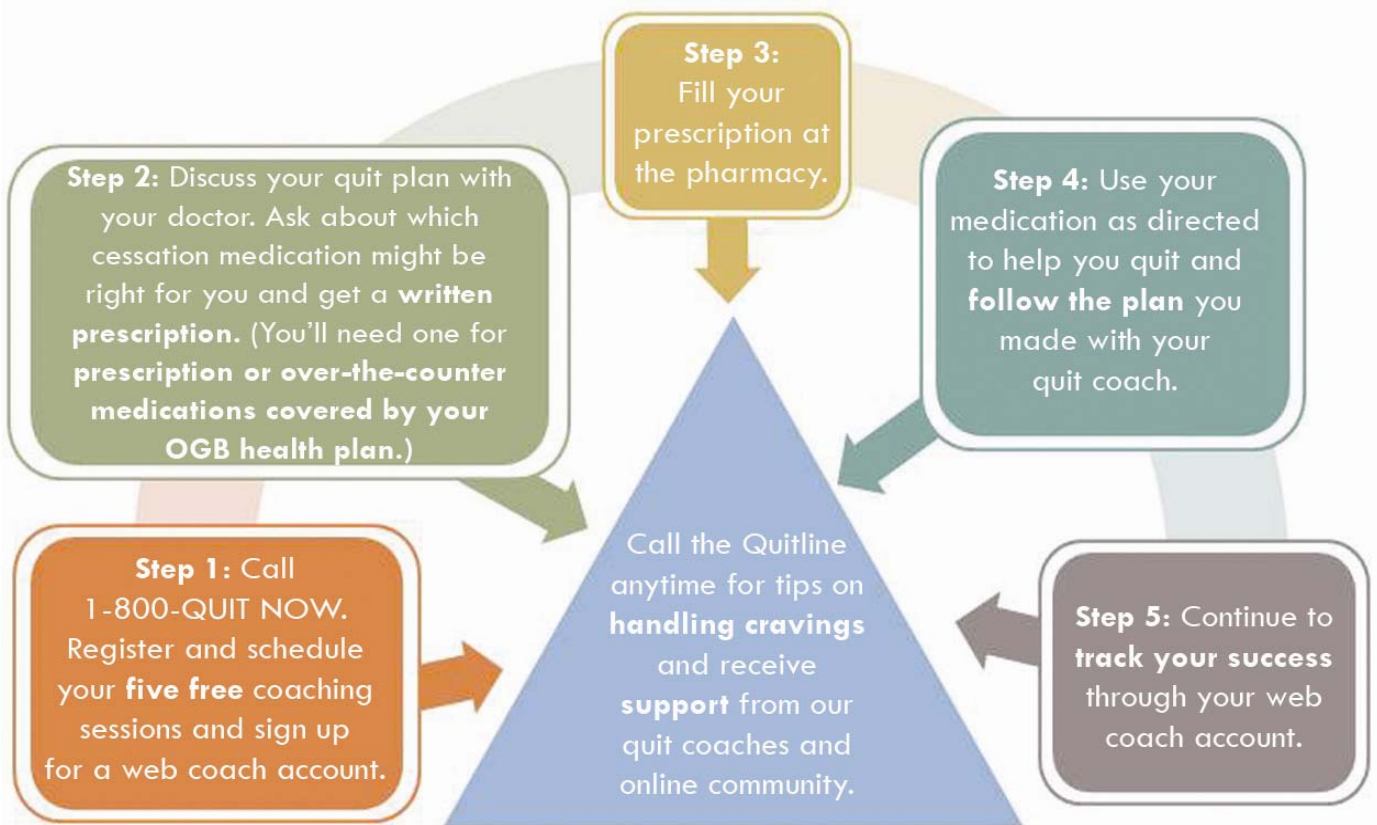 Step 3:
Fill your
prescription at
the pharmacy.
Step 2: Discuss your quit plan with
your doctor. Ask about which
cessation medication might be
right for you and get a written
prescription. (You'll need one for
prescription or over-the-counter
medications covered by your
OGB health plan.)
Step 4: Use your
medication as directed
to help you quit and
follow the plan you
made with your
quit coach.
Step 1: Call
1-800-QUIT NOW.
Register and schedule
your five free coaching
sessions and sign up
for a web coach account.
Call the Quitline
anytime for tips on
handling cravings
and receive
support from our
quit coaches and
online community.
Step 5: Continue to
track your success
through your web
coach account.